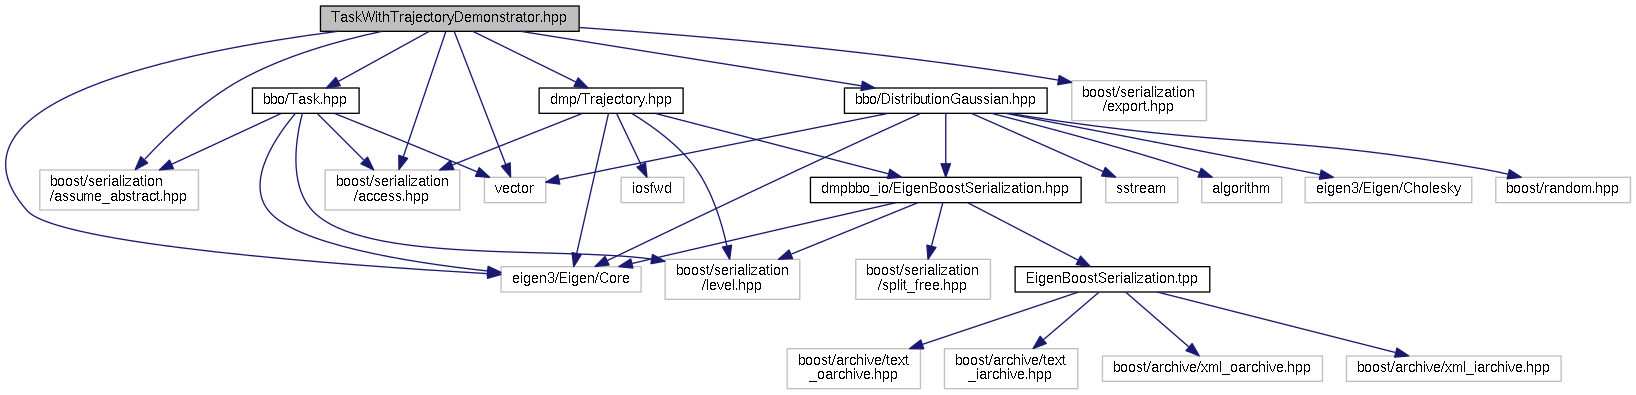 TaskWithTrajectoryDemonstrator.hpp
bbo/Task.hpp
dmp/Trajectory.hpp
bbo/DistributionGaussian.hpp
boost/serialization
/export.hpp
boost/serialization
/assume_abstract.hpp
boost/serialization
/access.hpp
vector
iosfwd
dmpbbo_io/EigenBoostSerialization.hpp
sstream
algorithm
eigen3/Eigen/Cholesky
boost/random.hpp
eigen3/Eigen/Core
boost/serialization
/level.hpp
boost/serialization
/split_free.hpp
EigenBoostSerialization.tpp
boost/archive/text
_oarchive.hpp
boost/archive/text
_iarchive.hpp
boost/archive/xml_oarchive.hpp
boost/archive/xml_iarchive.hpp